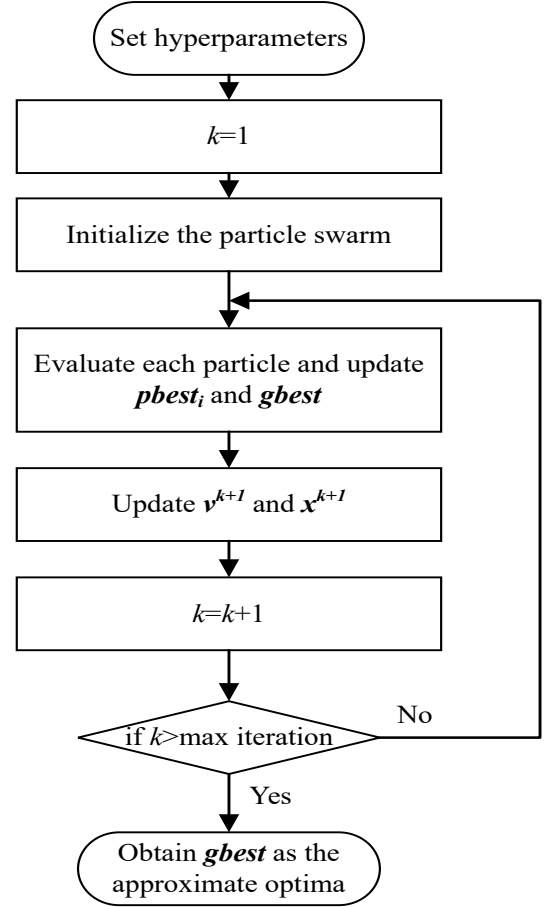 Set hyperparameters
k=1
Initialize the particle swarm
Evaluate each particle and update
pbestᵢ and gbest
Update vᵏ⁺¹ and xᵏ⁺¹
k=k+1
if k>max iteration
No
Yes
Obtain gbest as the
approximate optima